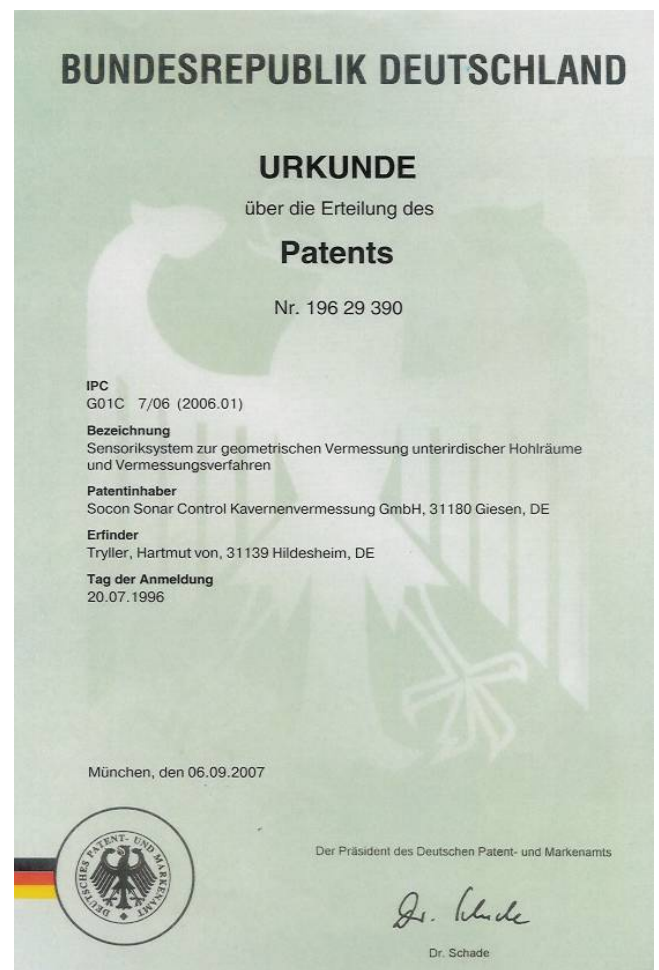 BUNDESREPUBLIK DEUTSCHLAND
URKUNDE
über die Erteilung des
Patents
Nr. 196 29 390
IPC
G01C 7/06 (2006.01)
Bezeichnung
Sensoriksystem zur geometrischen Vermessung unterirdischer Hohlräume
und Vermessungsverfahren
Patentinhaber
Socon Sonar Control Kavernenvermessung GmbH, 31180 Giesen, DE
Erfinder
Tryller, Hartmut von, 31139 Hildesheim, DE
Tag der Anmeldung
20.07.1996
München, den 06.09.2007
DEUTSCHES PATENT- UND MARKENAMT
Der Präsident des Deutschen Patent- und Markenamts
Dr. Schade
Dr. Schade